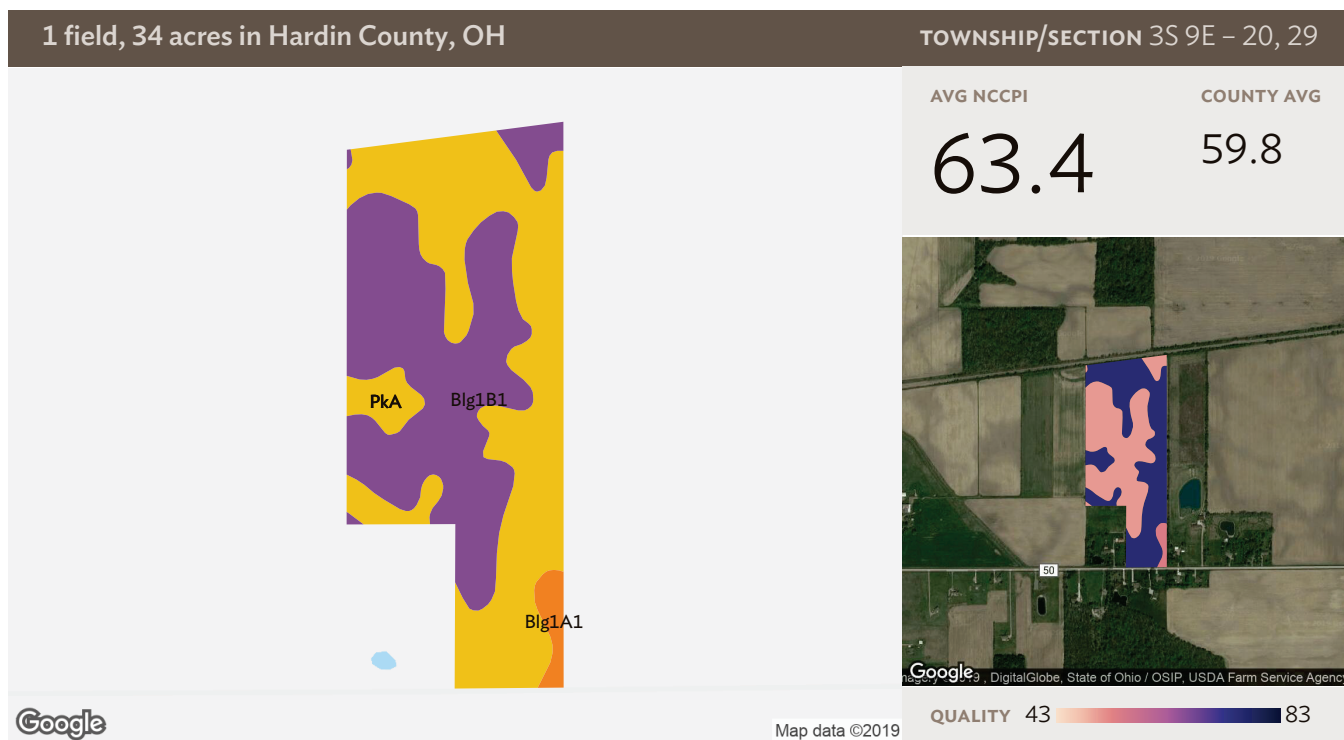 1 field, 34 acres in Hardin County, OH
TOWNSHIP/SECTION 3S 9E – 20, 29
AVG NCCPI
COUNTY AVG
63.4
59.8
PkA
Blg1B1
Blg1A1
50
Google
Map data ©2019
Google
, DigitalGlobe, State of Ohio / OSIP, USDA Farm Service Agency
QUALITY 43 83